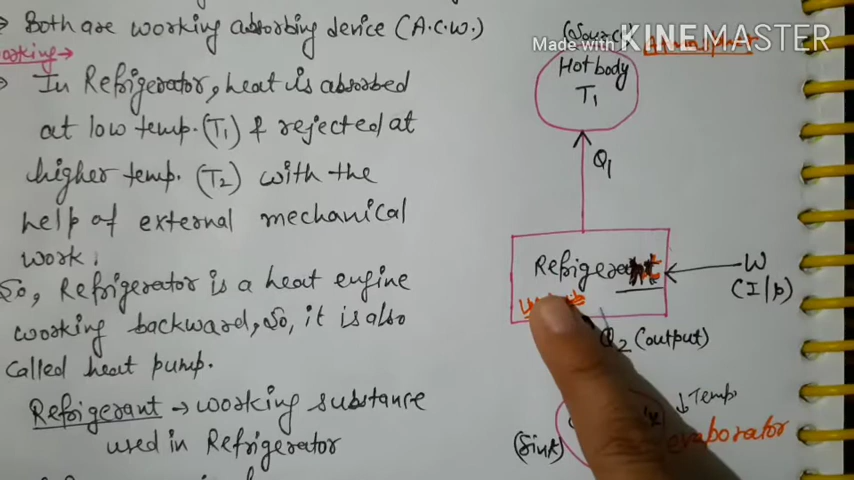 Both are working absorbing device (A.C.W.)
Working →
In Refrigerator, heat is absorbed
at low temp. (T1) & rejected at
higher temp. (T2) with the
help of external mechanical
work.
So, Refrigerator is a heat engine
working backward, so, it is also
called heat pump.
Refrigerant → working substance
used in Refrigerator
(Source)
Made with KINEMASTER
Hot body
T1
Q1
Refrigerant
W
(I/p)
Q2 (output)
↓Temp
(Sink)
evaborator